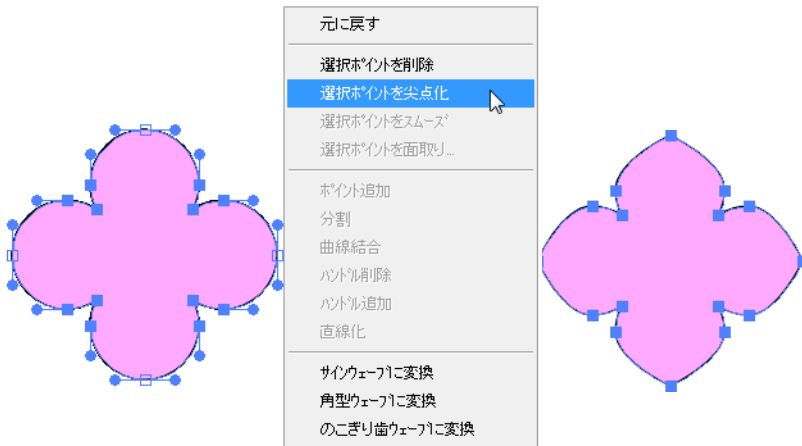 元に戻す
選択ポイントを削除
選択ポイントを尖点化
選択ポイントをスムーズ
選択ポイントを面取り...
ポイント追加
分割
曲線結合
ハンドル削除
ハンドル追加
直線化
サインウェーブに変換
角型ウェーブに変換
のこぎり歯ウェーブに変換